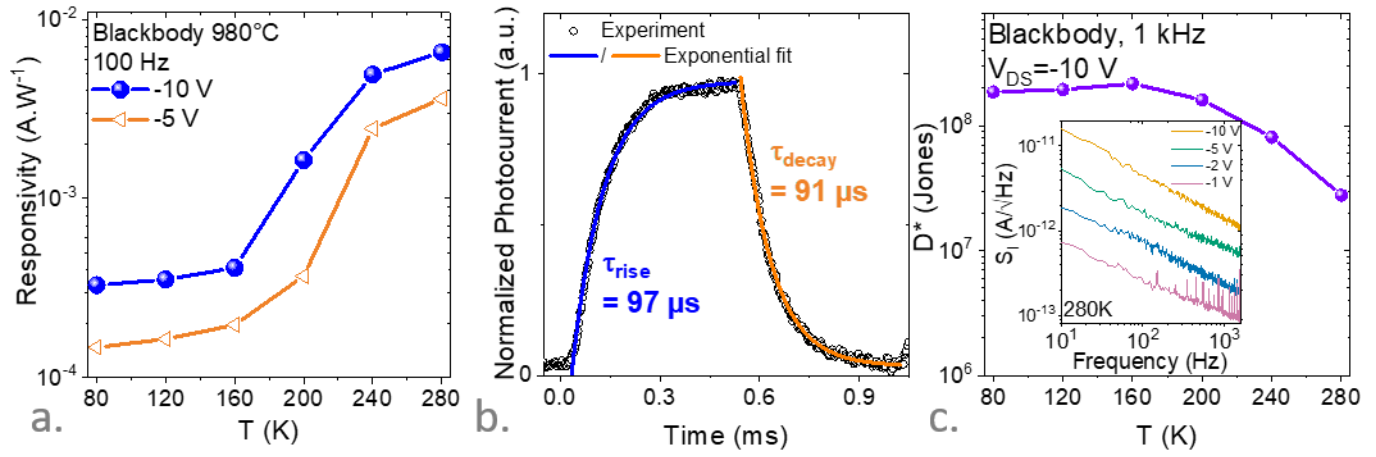 Responsivity (A.W⁻¹)
10⁻²
10⁻³
10⁻⁴
Blackbody 980°C
100 Hz
-10 V
-5 V
80 120 160 200 240 280
T (K)
a.
Normalized Photocurrent (a.u.)
1
0
Experiment
/ Exponential fit
τrise
= 97 µs
τdecay
= 91 µs
0.0 0.3 0.6 0.9
Time (ms)
b.
D* (Jones)
10⁸
10⁷
10⁶
Blackbody, 1 kHz
V_DS=-10 V
S_I (A/√Hz)
10⁻¹¹
10⁻¹²
10⁻¹³
-10 V
-5 V
-2 V
-1 V
280K
10¹ 10² 10³
Frequency (Hz)
80 120 160 200 240 280
T (K)
c.